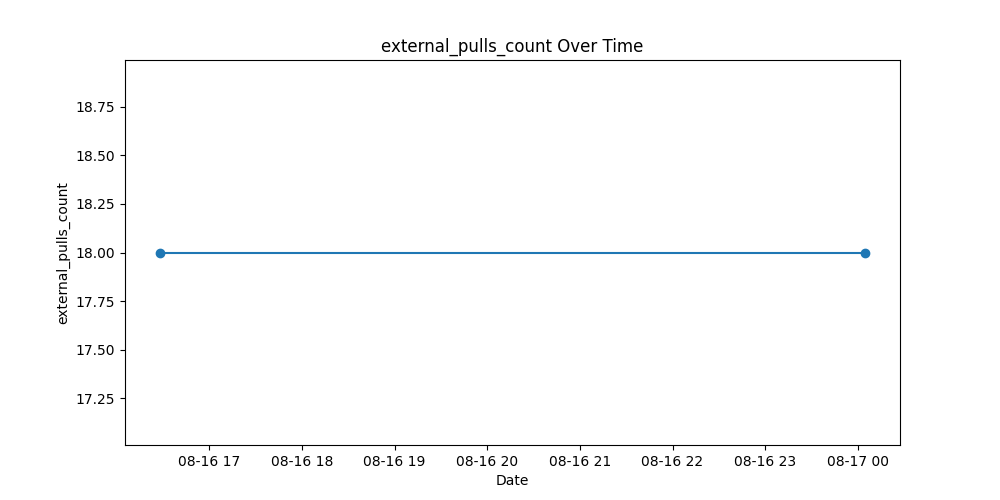 external_pulls_count Over Time
external_pulls_count
18.75
18.50
18.25
18.00
17.75
17.50
17.25
08-16 17 08-16 18 08-16 19 08-16 20 08-16 21 08-16 22 08-16 23 08-17 00
Date